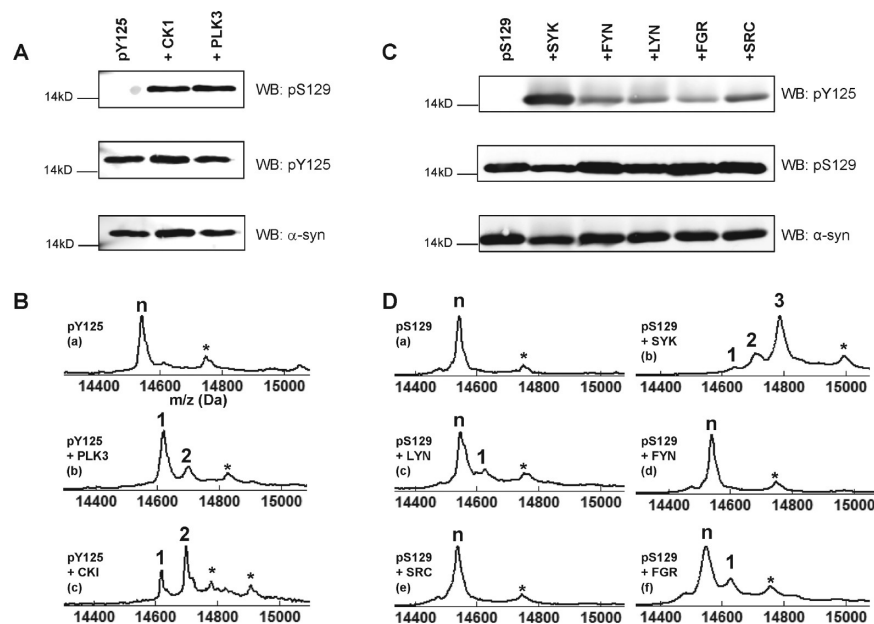 A
pY125
+ CK1
+ PLK3
14kD
WB: pS129
14kD
WB: pY125
14kD
WB: α-syn
B
pY125
(a)
n
*
14400 14600 14800 15000
m/z (Da)
pY125
+ PLK3
(b)
1
2
*
14400 14600 14800 15000
pY125
+ CKI
(c)
1
2
*
*
14400 14600 14800 15000
C
pS129
+SYK
+FYN
+LYN
+FGR
+SRC
14kD
WB: pY125
14kD
WB: pS129
14kD
WB: α-syn
D
pS129
(a)
n
*
14400 14600 14800 15000
pS129
+ SYK
(b)
1
2
3
*
14400 14600 14800 15000
pS129
+ LYN
(c)
n
1
*
14400 14600 14800 15000
pS129
+ FYN
(d)
n
*
14400 14600 14800 15000
pS129
+ SRC
(e)
n
*
14400 14600 14800 15000
pS129
+ FGR
(f)
n
1
*
14400 14600 14800 15000